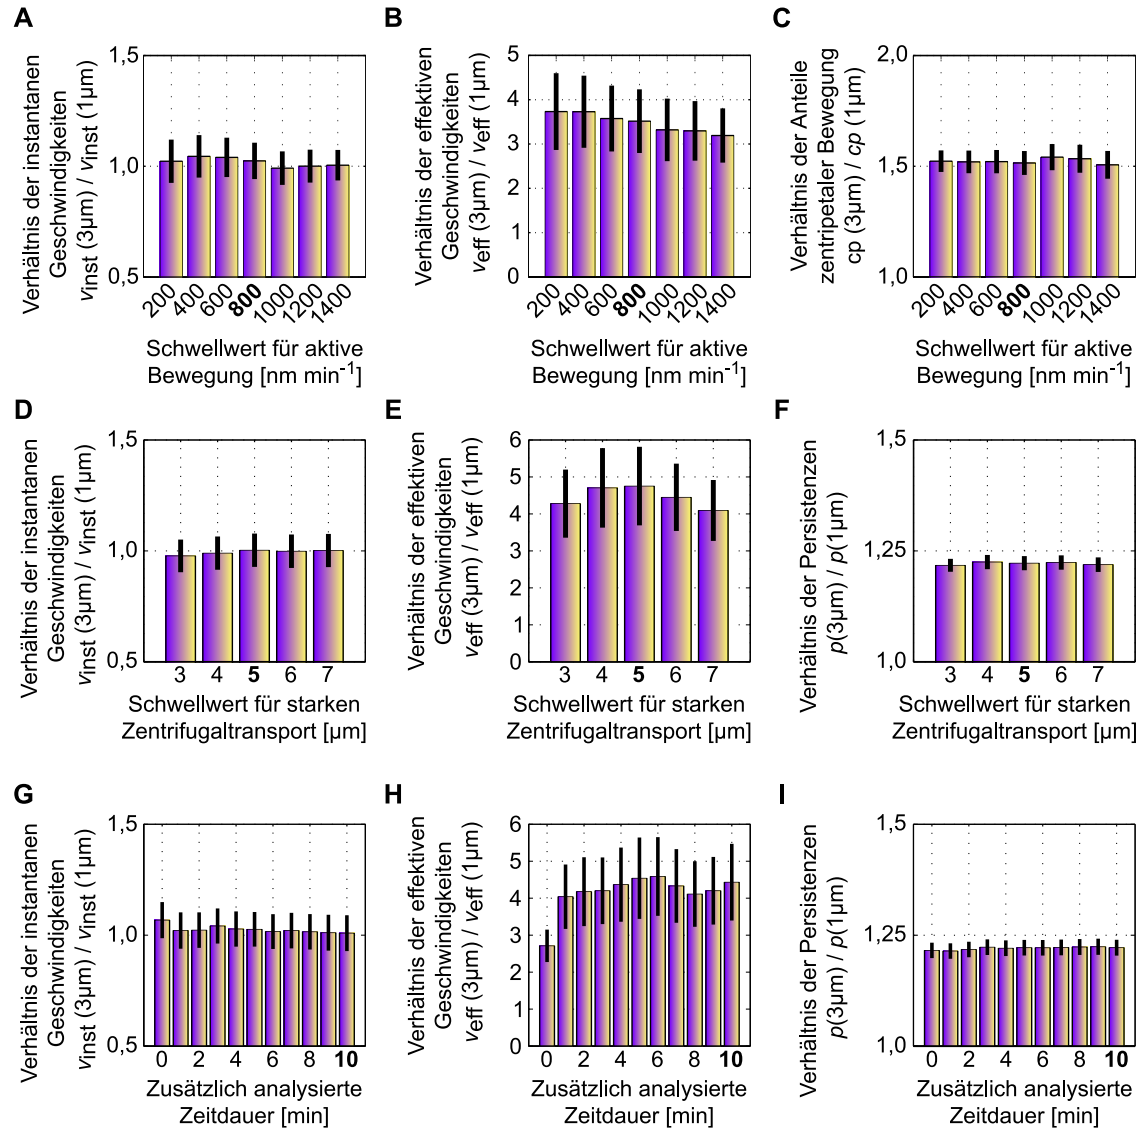 A
Verhältnis der instantanen
Geschwindigkeiten
vinst (3µm) / vinst (1µm)
1,5
1,0
0,5
200
400
600
800
1000
1200
1400
Schwellwert für aktive
Bewegung [nm min-1]
B
Verhältnis der effektiven
Geschwindigkeiten
veff (3µm) / veff (1µm)
5
4
3
2
1
0
200
400
600
800
1000
1200
1400
Schwellwert für aktive
Bewegung [nm min-1]
C
Verhältnis der Anteile
zentripetaler Bewegung
cp (3µm) / cp (1µm)
2,0
1,5
1,0
200
400
600
800
1000
1200
1400
Schwellwert für aktive
Bewegung [nm min-1]
D
Verhältnis der instantanen
Geschwindigkeiten
vinst (3µm) / vinst (1µm)
1,5
1,0
0,5
3 4 5 6 7
Schwellwert für starken
Zentrifugaltransport [µm]
E
Verhältnis der effektiven
Geschwindigkeiten
veff (3µm) / veff (1µm)
6
5
4
3
2
1
0
3 4 5 6 7
Schwellwert für starken
Zentrifugaltransport [µm]
F
Verhältnis der Persistenzen
p(3µm) / p(1µm)
1,5
1,25
1,0
3 4 5 6 7
Schwellwert für starken
Zentrifugaltransport [µm]
G
Verhältnis der instantanen
Geschwindigkeiten
vinst (3µm) / vinst (1µm)
1,5
1,0
0,5
0 2 4 6 8 10
Zusätzlich analysierte
Zeitdauer [min]
H
Verhältnis der effektiven
Geschwindigkeiten
veff (3µm) / veff (1µm)
6
5
4
3
2
1
0
0 2 4 6 8 10
Zusätzlich analysierte
Zeitdauer [min]
I
Verhältnis der Persistenzen
p(3µm) / p(1µm)
1,5
1,25
1,0
0 2 4 6 8 10
Zusätzlich analysierte
Zeitdauer [min]